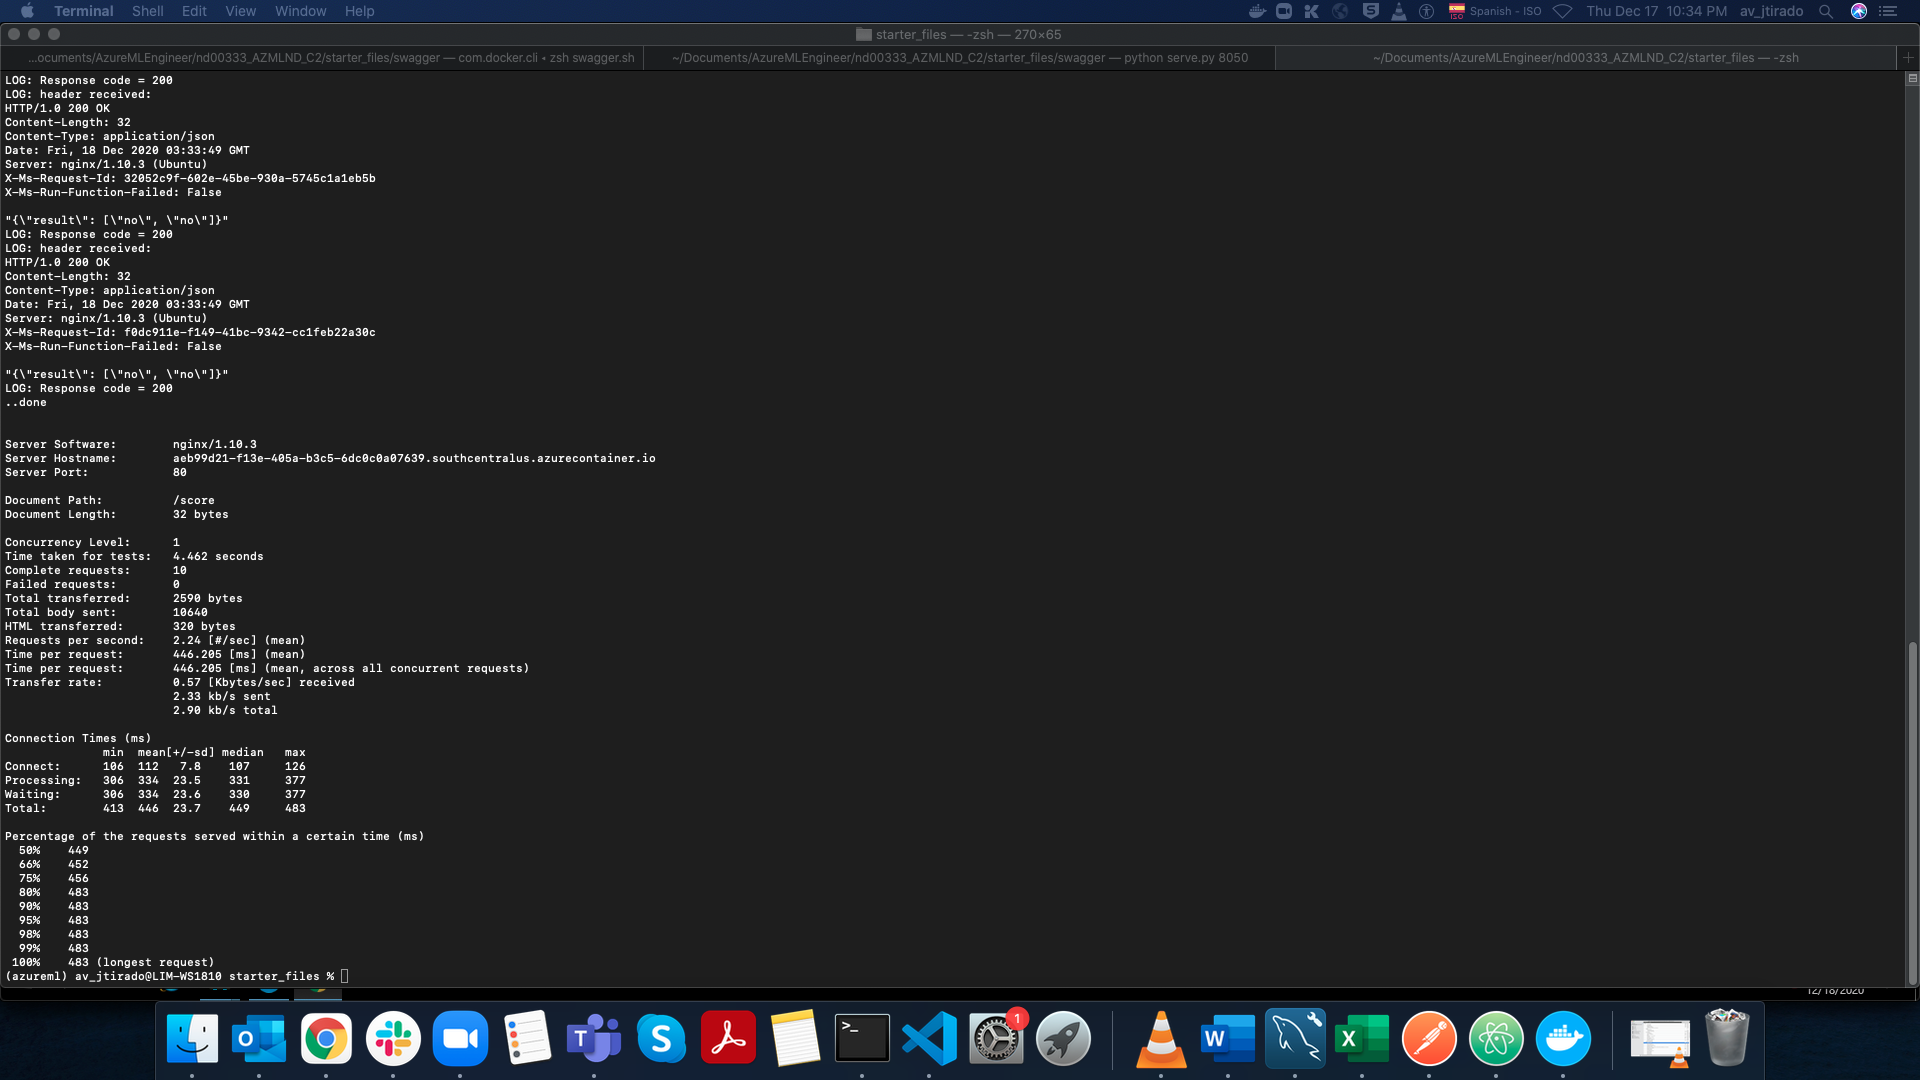 Terminal Shell Edit View Window Help Spanish - ISO Thu Dec 17 10:34 PM av_jtirado
starter_files — -zsh — 270×65
...ocuments/AzureMLEngineer/nd00333_AZMLND_C2/starter_files/swagger — com.docker.cli • zsh swagger.sh ~/Documents/AzureMLEngineer/nd00333_AZMLND_C2/starter_files/swagger — python serve.py 8050 ~/Documents/AzureMLEngineer/nd00333_AZMLND_C2/starter_files — -zsh
LOG: Response code = 200
LOG: header received:
HTTP/1.0 200 OK
Content-Length: 32
Content-Type: application/json
Date: Fri, 18 Dec 2020 03:33:49 GMT
Server: nginx/1.10.3 (Ubuntu)
X-Ms-Request-Id: 32052c9f-602e-45be-930a-5745c1a1eb5b
X-Ms-Run-Function-Failed: False
"{\"result\": [\"no\", \"no\"]}"
LOG: Response code = 200
LOG: header received:
HTTP/1.0 200 OK
Content-Length: 32
Content-Type: application/json
Date: Fri, 18 Dec 2020 03:33:49 GMT
Server: nginx/1.10.3 (Ubuntu)
X-Ms-Request-Id: f0dc911e-f149-41bc-9342-cc1feb22a30c
X-Ms-Run-Function-Failed: False
"{\"result\": [\"no\", \"no\"]}"
LOG: Response code = 200
..done
Server Software: nginx/1.10.3
Server Hostname: aeb99d21-f13e-405a-b3c5-6dc0c0a07639.southcentralus.azurecontainer.io
Server Port: 80
Document Path: /score
Document Length: 32 bytes
Concurrency Level: 1
Time taken for tests: 4.462 seconds
Complete requests: 10
Failed requests: 0
Total transferred: 2590 bytes
Total body sent: 10640
HTML transferred: 320 bytes
Requests per second: 2.24 [#/sec] (mean)
Time per request: 446.205 [ms] (mean)
Time per request: 446.205 [ms] (mean, across all concurrent requests)
Transfer rate: 0.57 [Kbytes/sec] received
2.33 kb/s sent
2.90 kb/s total
Connection Times (ms)
min mean[+/-sd] median max
Connect: 106 112 7.8 107 126
Processing: 306 334 23.5 331 377
Waiting: 306 334 23.6 330 377
Total: 413 446 23.7 449 483
Percentage of the requests served within a certain time (ms)
50% 449
66% 452
75% 456
80% 483
90% 483
95% 483
98% 483
99% 483
100% 483 (longest request)
(azureml) av_jtirado@LIM-WS1810 starter_files %
12/18/2020
1